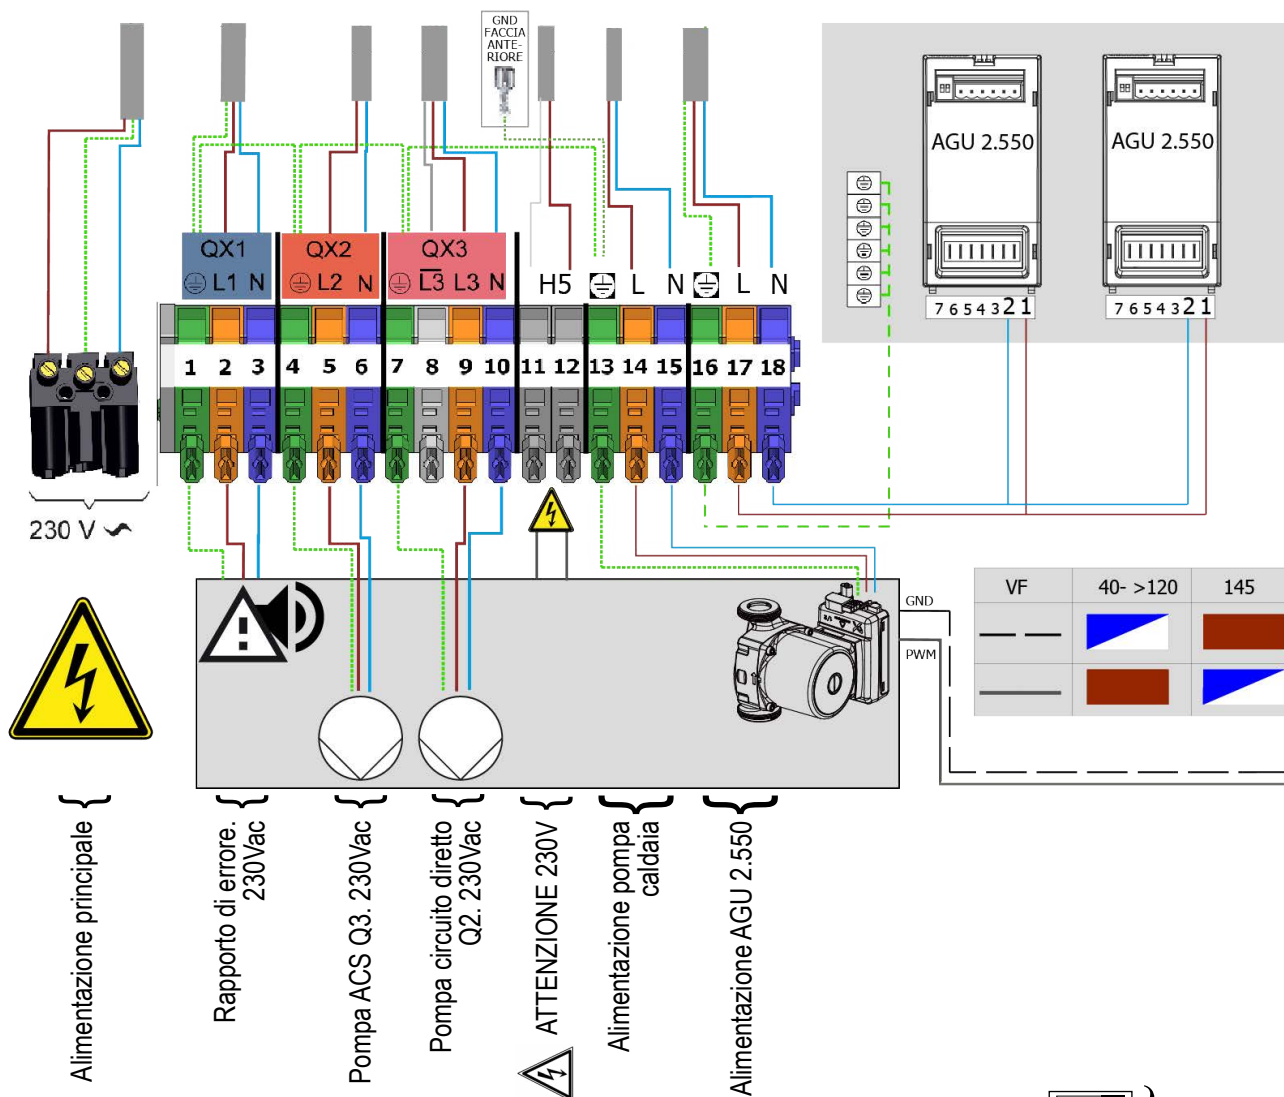 GND
FACCIA
ANTE-
RIORE
AGU 2.550
AGU 2.550
QX1
QX2
QX3
L1 N
L2 N
L3 L3 N
H5
L N
L N
7 6 5 4 3 2 1
7 6 5 4 3 2 1
1 2 3 4 5 6 7 8 9 10 11 12 13 14 15 16 17 18
230 V
VF 40- >120 145
GND
PWM
Alimentazione principale
Rapporto di errore.
230Vac
Pompa ACS Q3. 230Vac
Pompa circuito diretto
Q2. 230Vac
ATTENZIONE 230V
Alimentazione pompa
caldaia
Alimentazione AGU 2.550